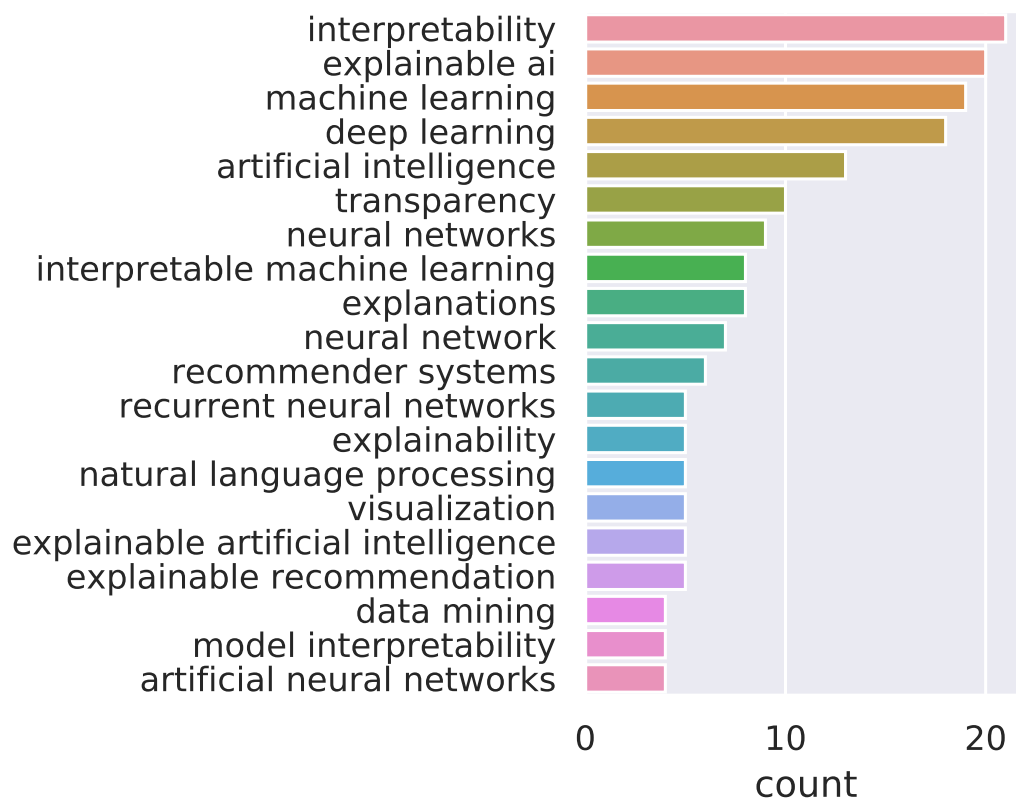 interpretability
explainable ai
machine learning
deep learning
artificial intelligence
transparency
neural networks
interpretable machine learning
explanations
neural network
recommender systems
recurrent neural networks
explainability
natural language processing
visualization
explainable artificial intelligence
explainable recommendation
data mining
model interpretability
artificial neural networks
0 10 20
count